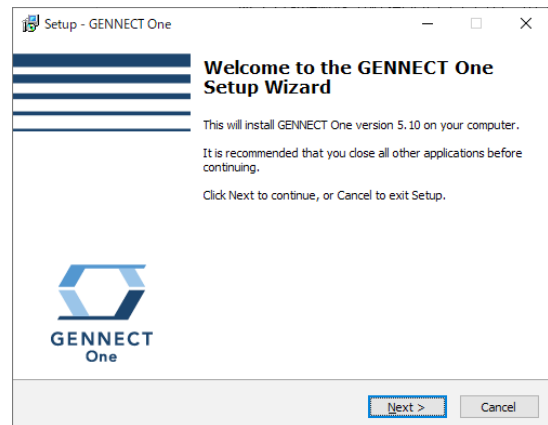 Setup - GENNECT One
Welcome to the GENNECT One
Setup Wizard
This will install GENNECT One version 5.10 on your computer.
It is recommended that you close all other applications before
continuing.
Click Next to continue, or Cancel to exit Setup.
GENNECT
One
Next >
Cancel